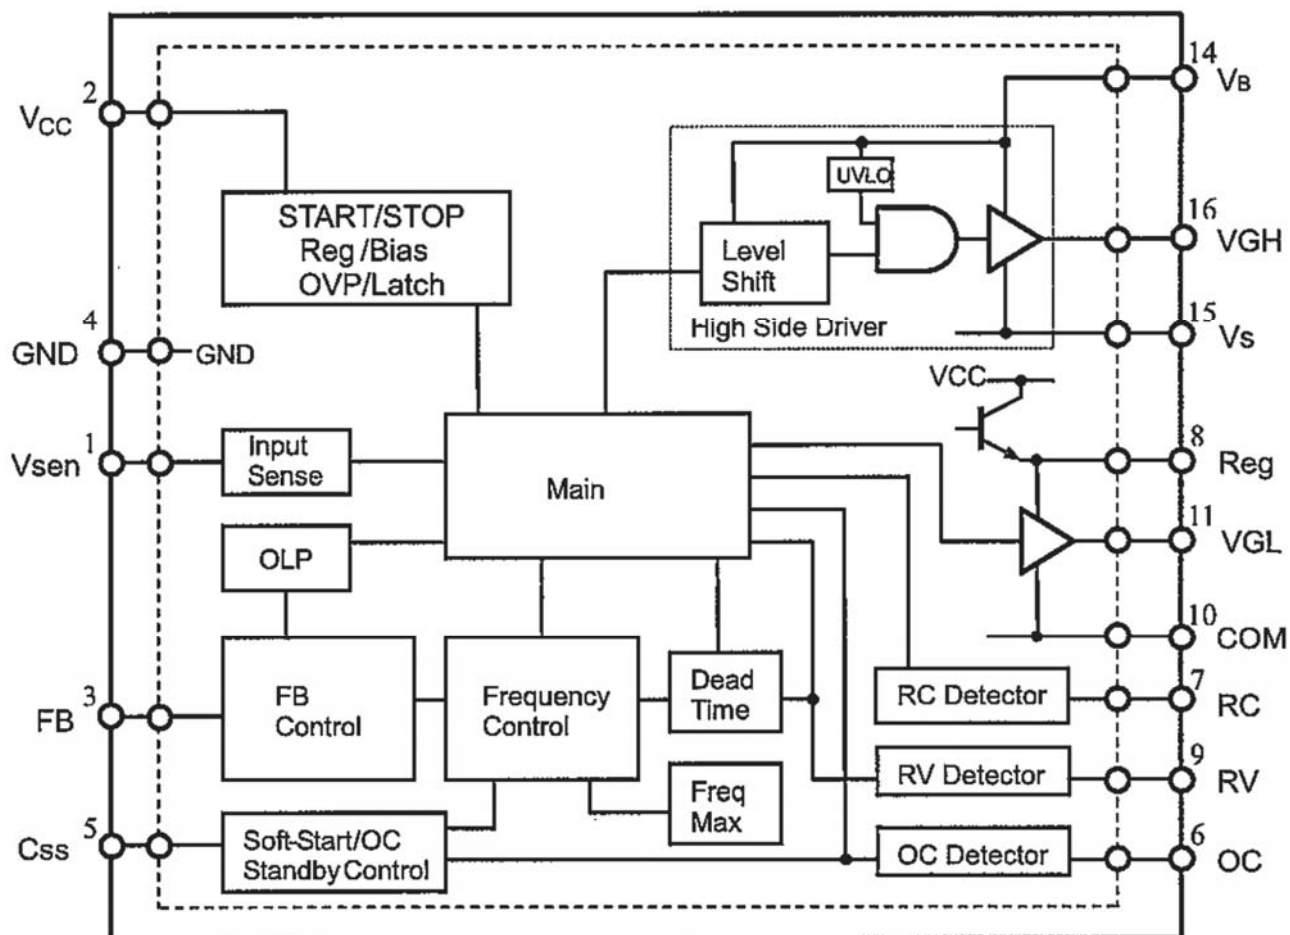 2
VCC
START/STOP
Reg/Bias
OVP/Latch
4
GND
GND
1
Vsen
Input
Sense
OLP
3
FB
FB
Control
5
Css
Soft-Start/OC
Standby Control
Main
Frequency
Control
Dead
Time
Freq
Max
UVLO
Level
Shift
High Side Driver
VCC
RC Detector
RV Detector
OC Detector
14
VB
16
VGH
15
Vs
8
Reg
11
VGL
10
COM
7
RC
9
RV
6
OC